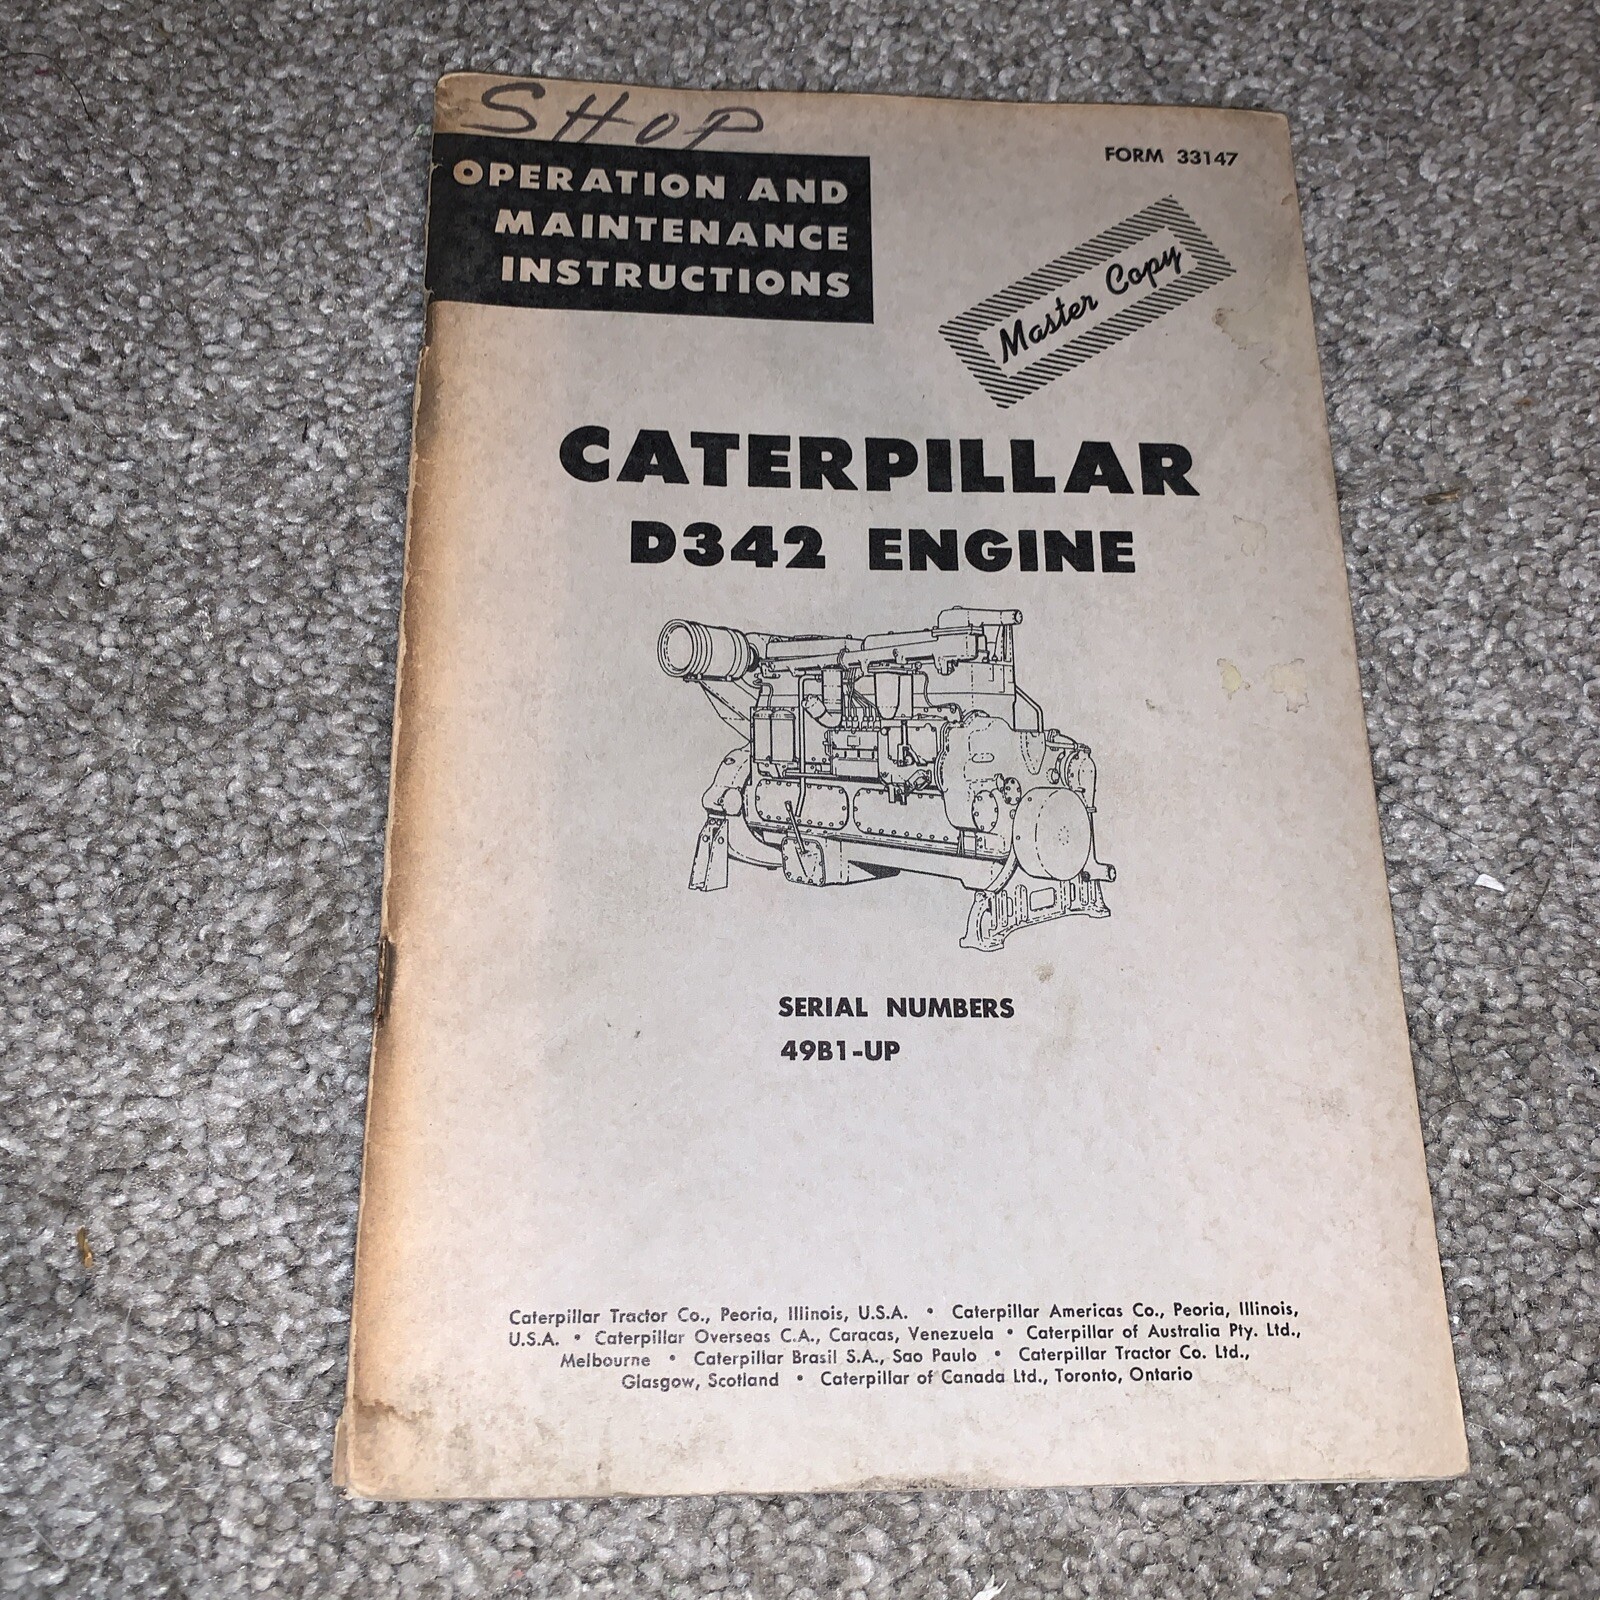 SHOP
OPERATION AND
MAINTENANCE
INSTRUCTIONS
FORM 33147
Master Copy
CATERPILLAR
D342 ENGINE
SERIAL NUMBERS
49B1-UP
Caterpillar Tractor Co., Peoria, Illinois, U.S.A. • Caterpillar Americas Co., Peoria, Illinois,
U.S.A. • Caterpillar Overseas C.A., Caracas, Venezuela • Caterpillar of Australia Pty. Ltd.,
Melbourne • Caterpillar Brasil S.A., Sao Paulo • Caterpillar Tractor Co. Ltd.,
Glasgow, Scotland • Caterpillar of Canada Ltd., Toronto, Ontario